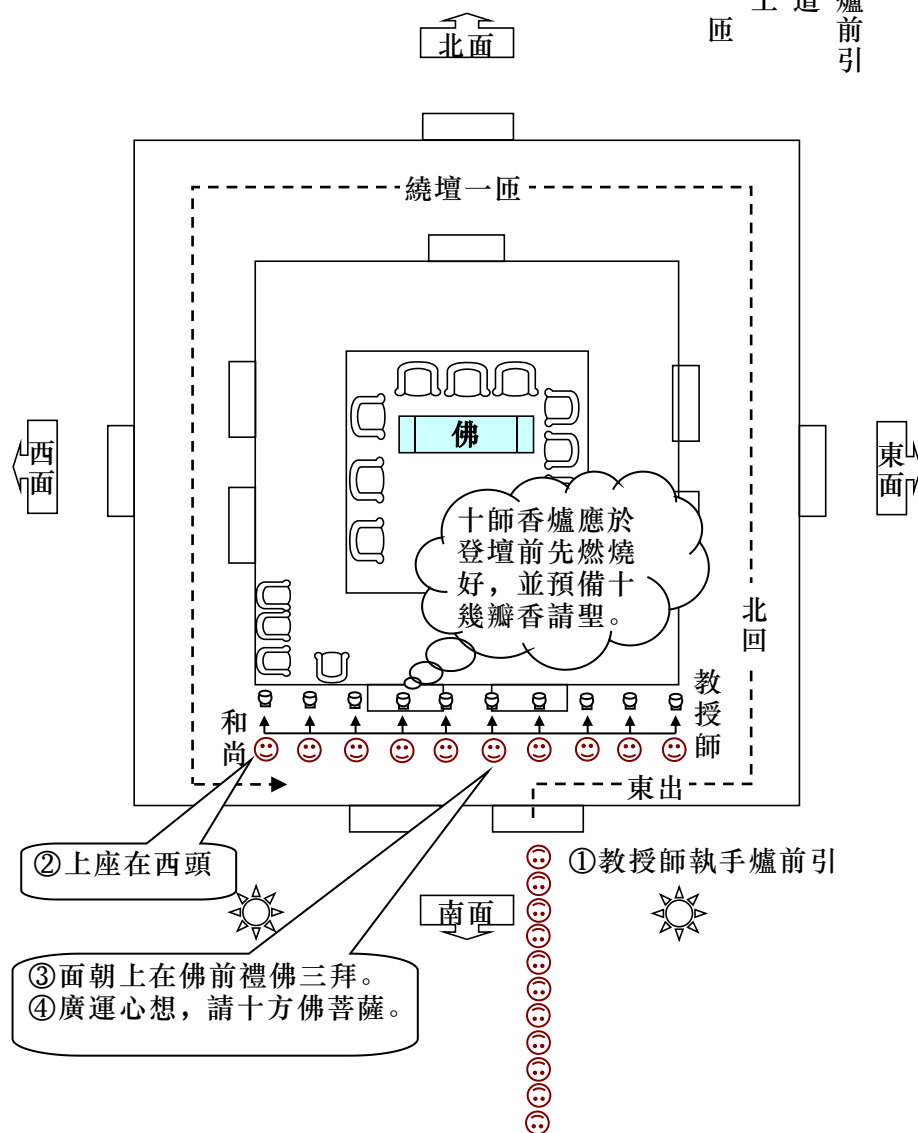 爐前引
道
上
匝
北面
繞壇一匝
西面
東面
佛
十師香爐應於
登壇前先燃燒
好，並預備十
幾瓣香請聖。
北回
教授師
和尚
東出
②上座在西頭
①教授師執手爐前引
南面
③面朝上在佛前禮佛三拜。
④廣運心想，請十方佛菩薩。